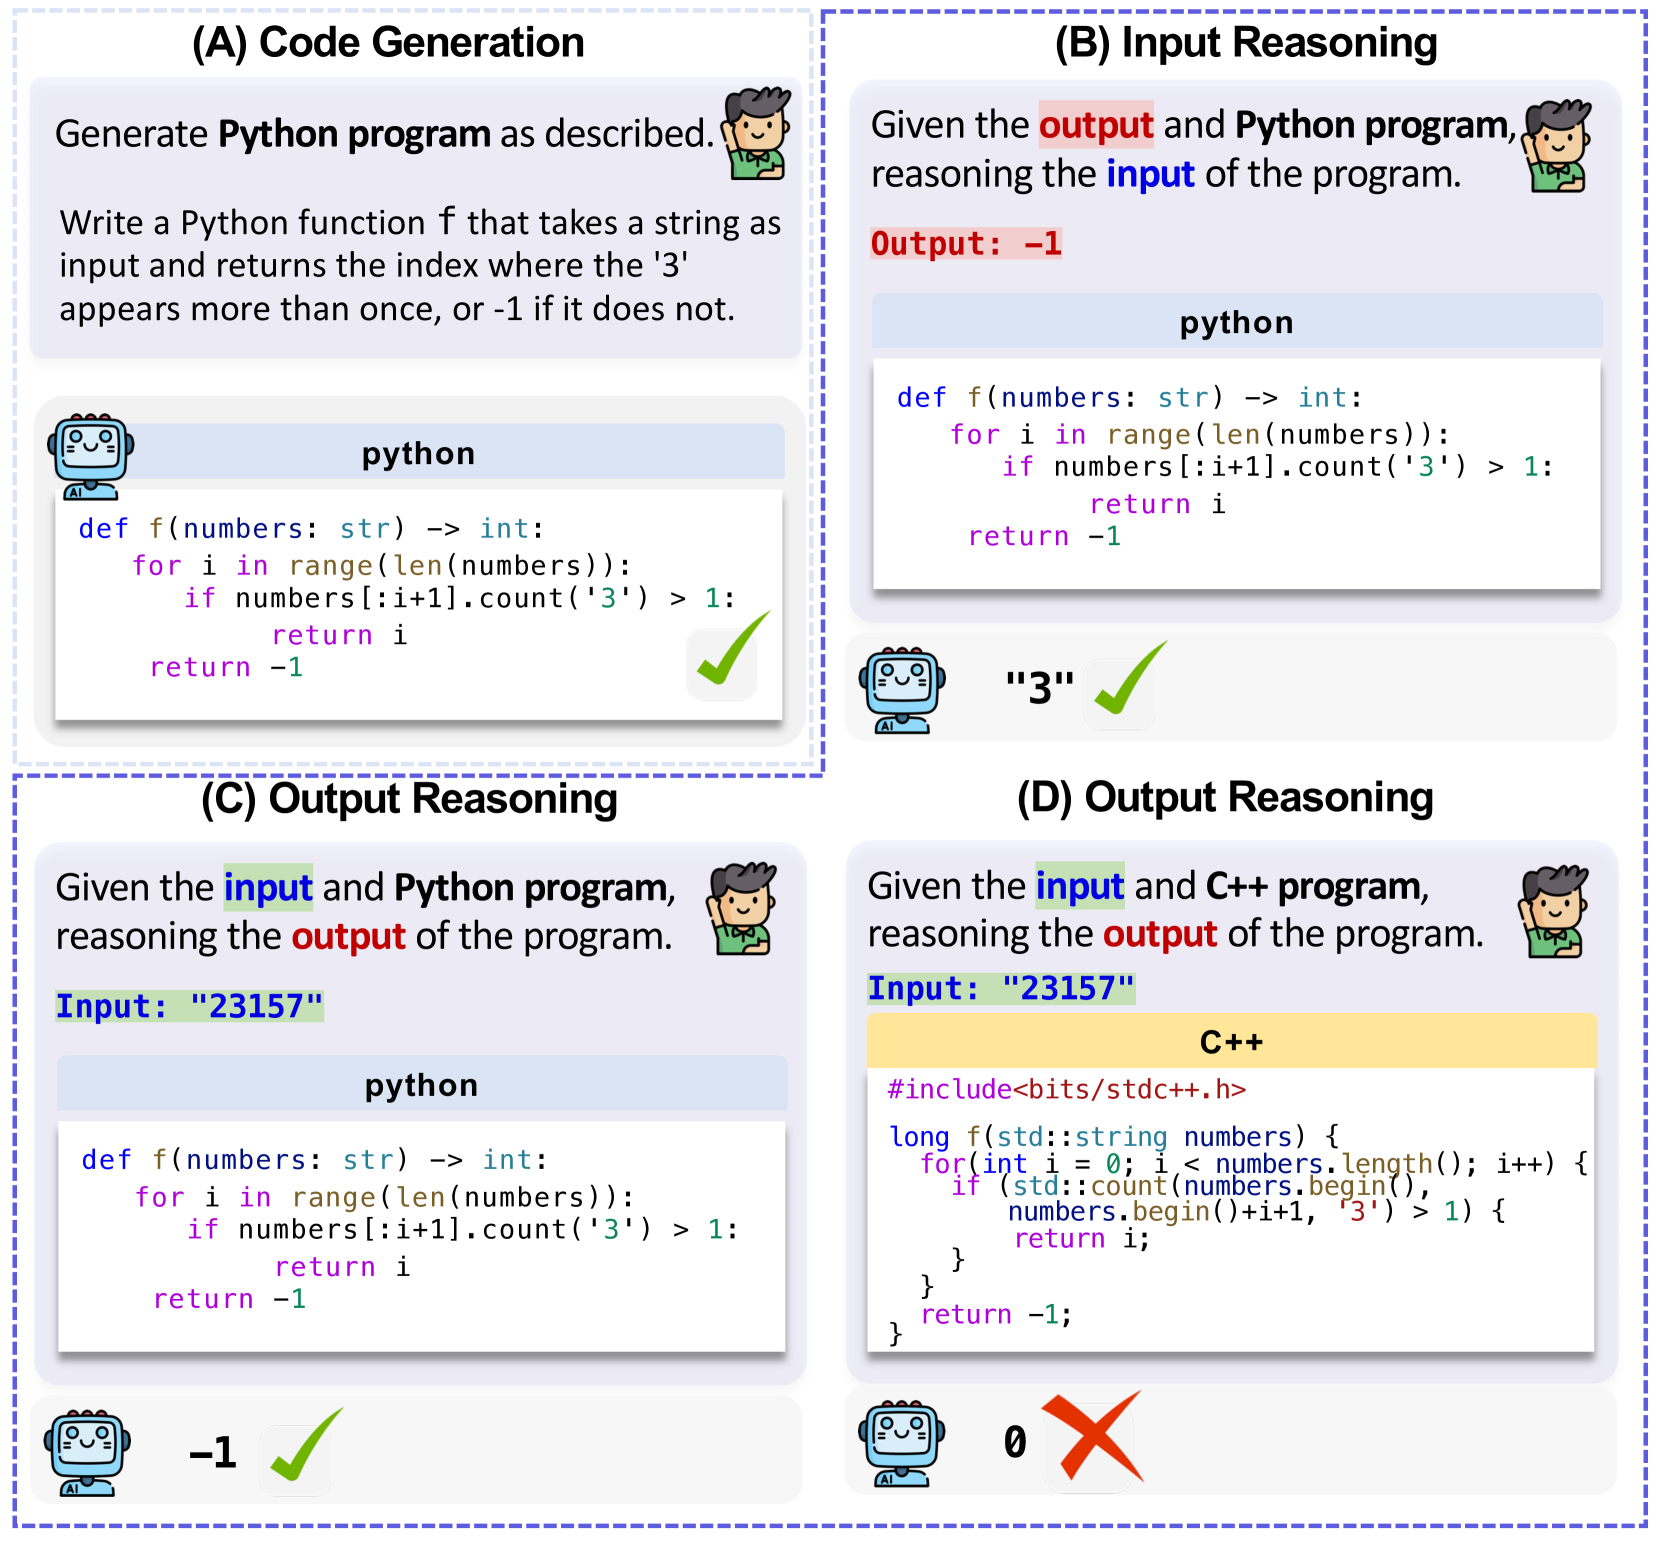 (A) Code Generation
Generate Python program as described.
Write a Python function f that takes a string as
input and returns the index where the '3'
appears more than once, or -1 if it does not.
AI
python
def f(numbers: str) -> int:
for i in range(len(numbers)):
if numbers[:i+1].count('3') > 1:
return i
return -1
(B) Input Reasoning
Given the output and Python program,
reasoning the input of the program.
Output: -1
python
def f(numbers: str) -> int:
for i in range(len(numbers)):
if numbers[:i+1].count('3') > 1:
return i
return -1
AI
"3"
(C) Output Reasoning
Given the input and Python program,
reasoning the output of the program.
Input: "23157"
python
def f(numbers: str) -> int:
for i in range(len(numbers)):
if numbers[:i+1].count('3') > 1:
return i
return -1
AI
-1
(D) Output Reasoning
Given the input and C++ program,
reasoning the output of the program.
Input: "23157"
C++
#include<bits/stdc++.h>
long f(std::string numbers) {
for(int i = 0; i < numbers.length(); i++) {
if (std::count(numbers.begin(),
numbers.begin()+i+1, '3') > 1) {
return i;
}
}
return -1;
}
AI
0